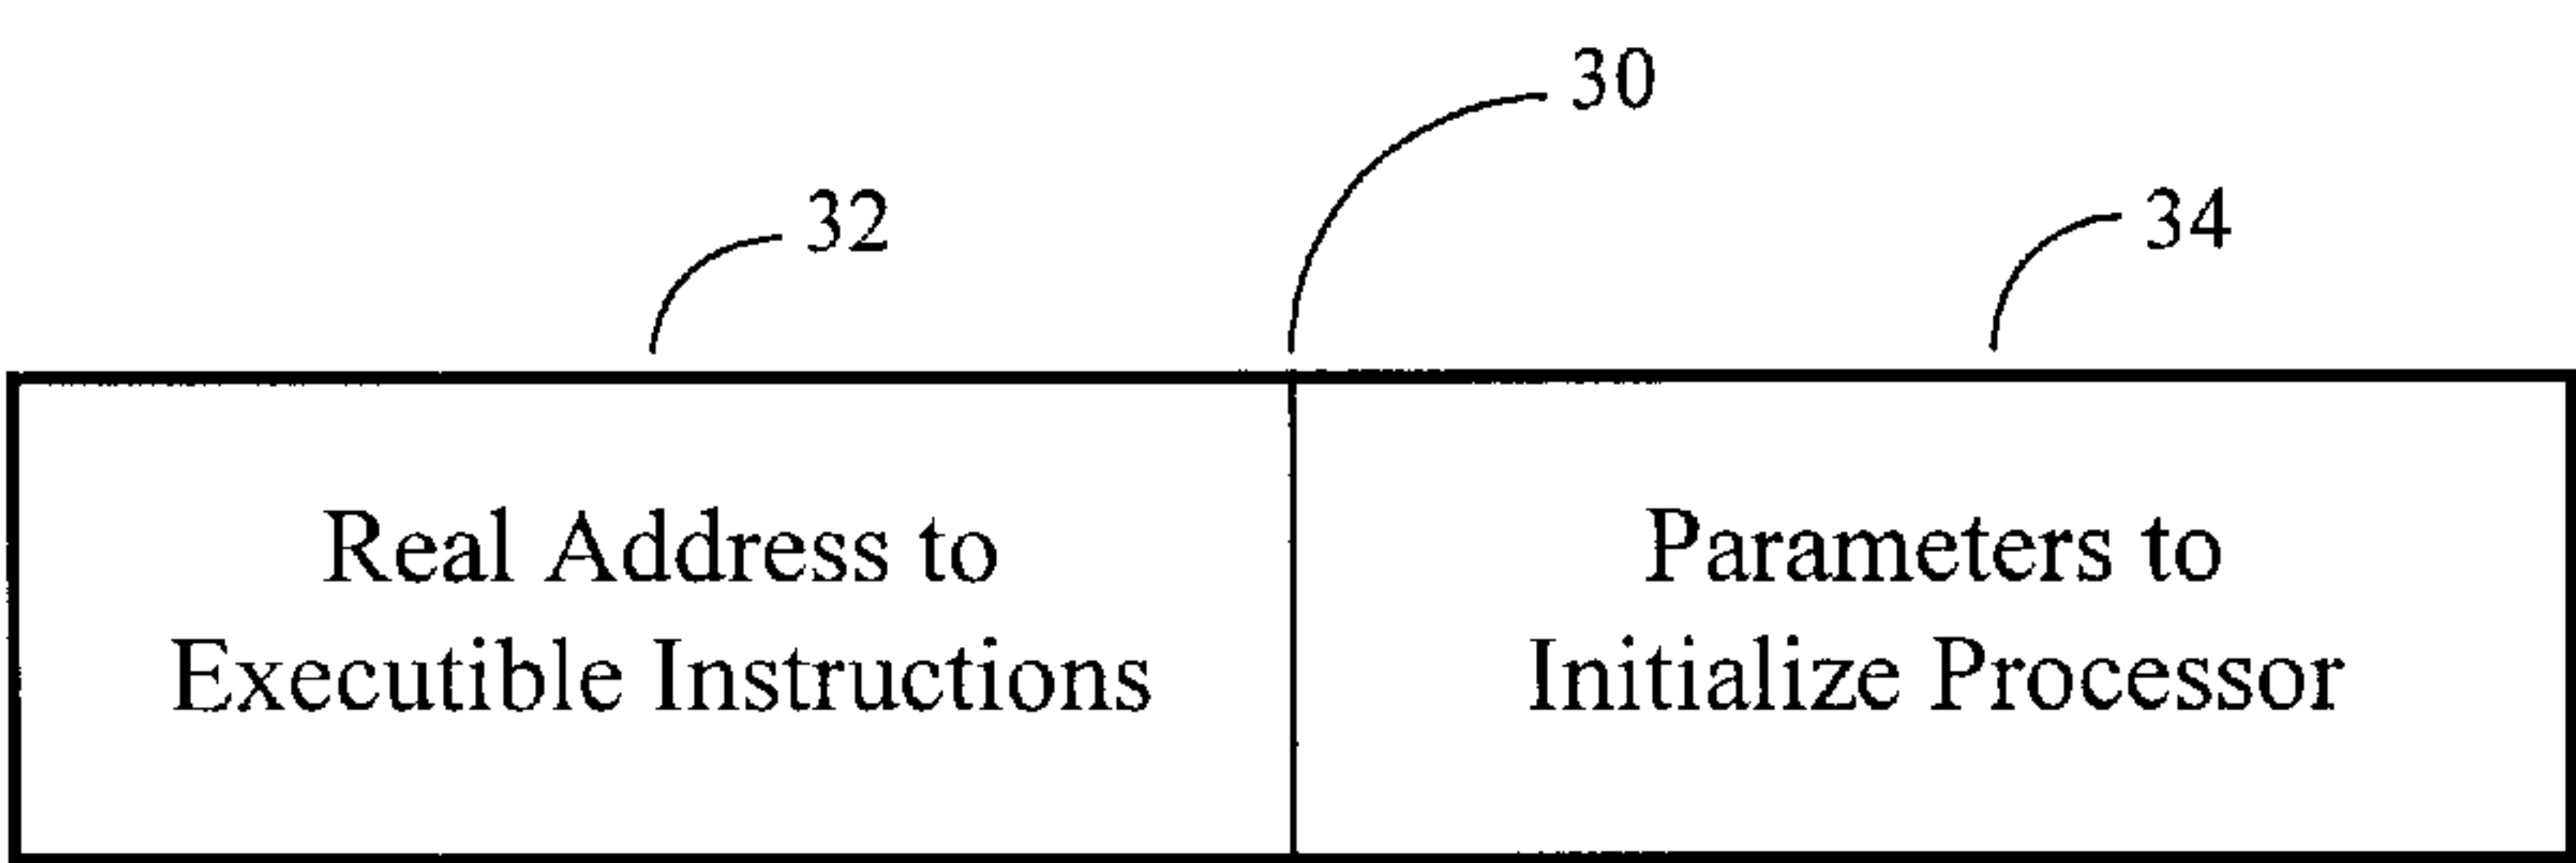 30
32
34
Real Address to
Executible Instructions
Parameters to
Initialize Processor